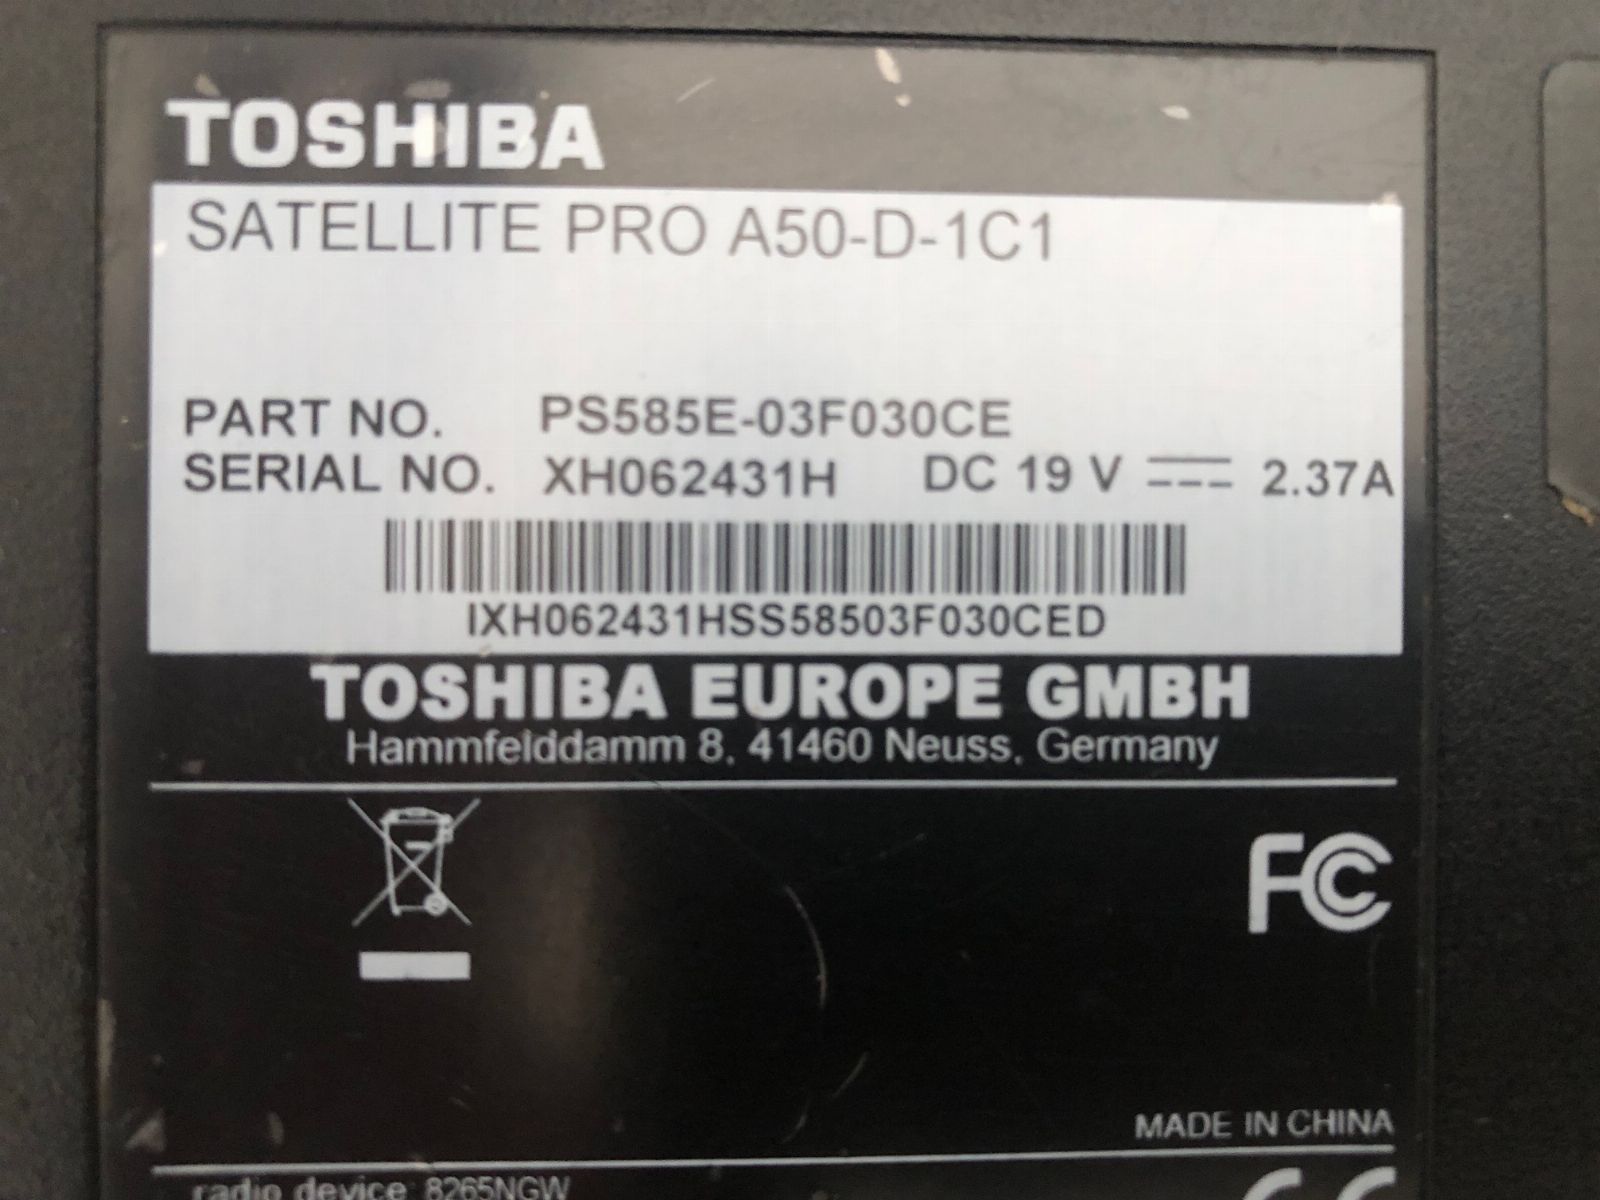 TOSHIBA
SATELLITE PRO A50-D-1C1
PART NO. PS585E-03F030CE
SERIAL NO. XH062431H DC 19 V 2.37A
IXH062431HSS58503F030CED
TOSHIBA EUROPE GMBH
Hammfelddamm 8, 41460 Neuss, Germany
FC
MADE IN CHINA
radio device 8265NGW
CE